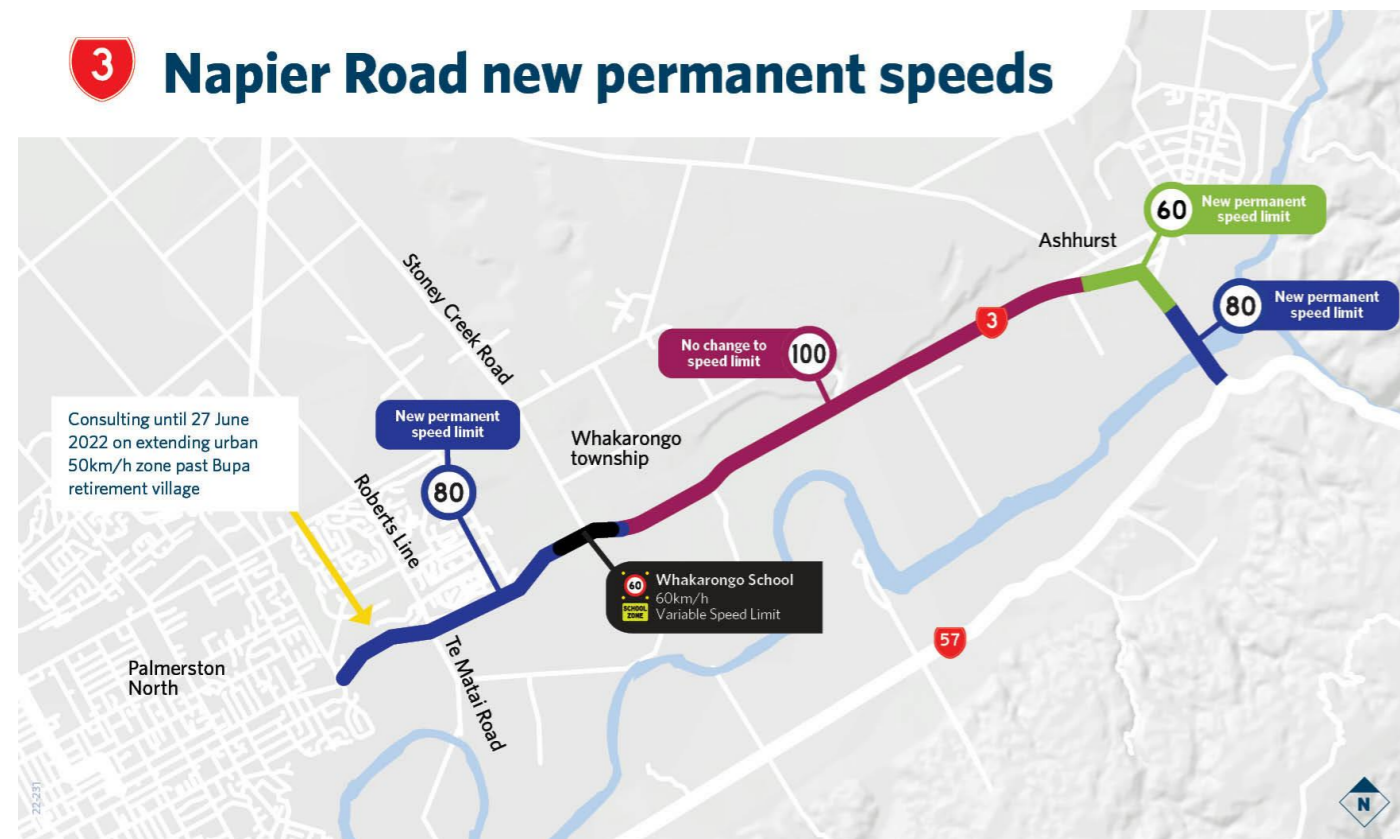 3
Napier Road new permanent speeds
60
New permanent
speed limit
Ashhurst
80
New permanent
speed limit
3
Stoney Creek Road
No change to
speed limit
100
Consulting until 27 June
2022 on extending urban
50km/h zone past Bupa
retirement village
New permanent
speed limit
80
Whakarongo
township
Roberts Line
60
SCHOOL
ZONE
Whakarongo School
60km/h
Variable Speed Limit
57
Palmerston
North
Te Matai Road
22-231
N